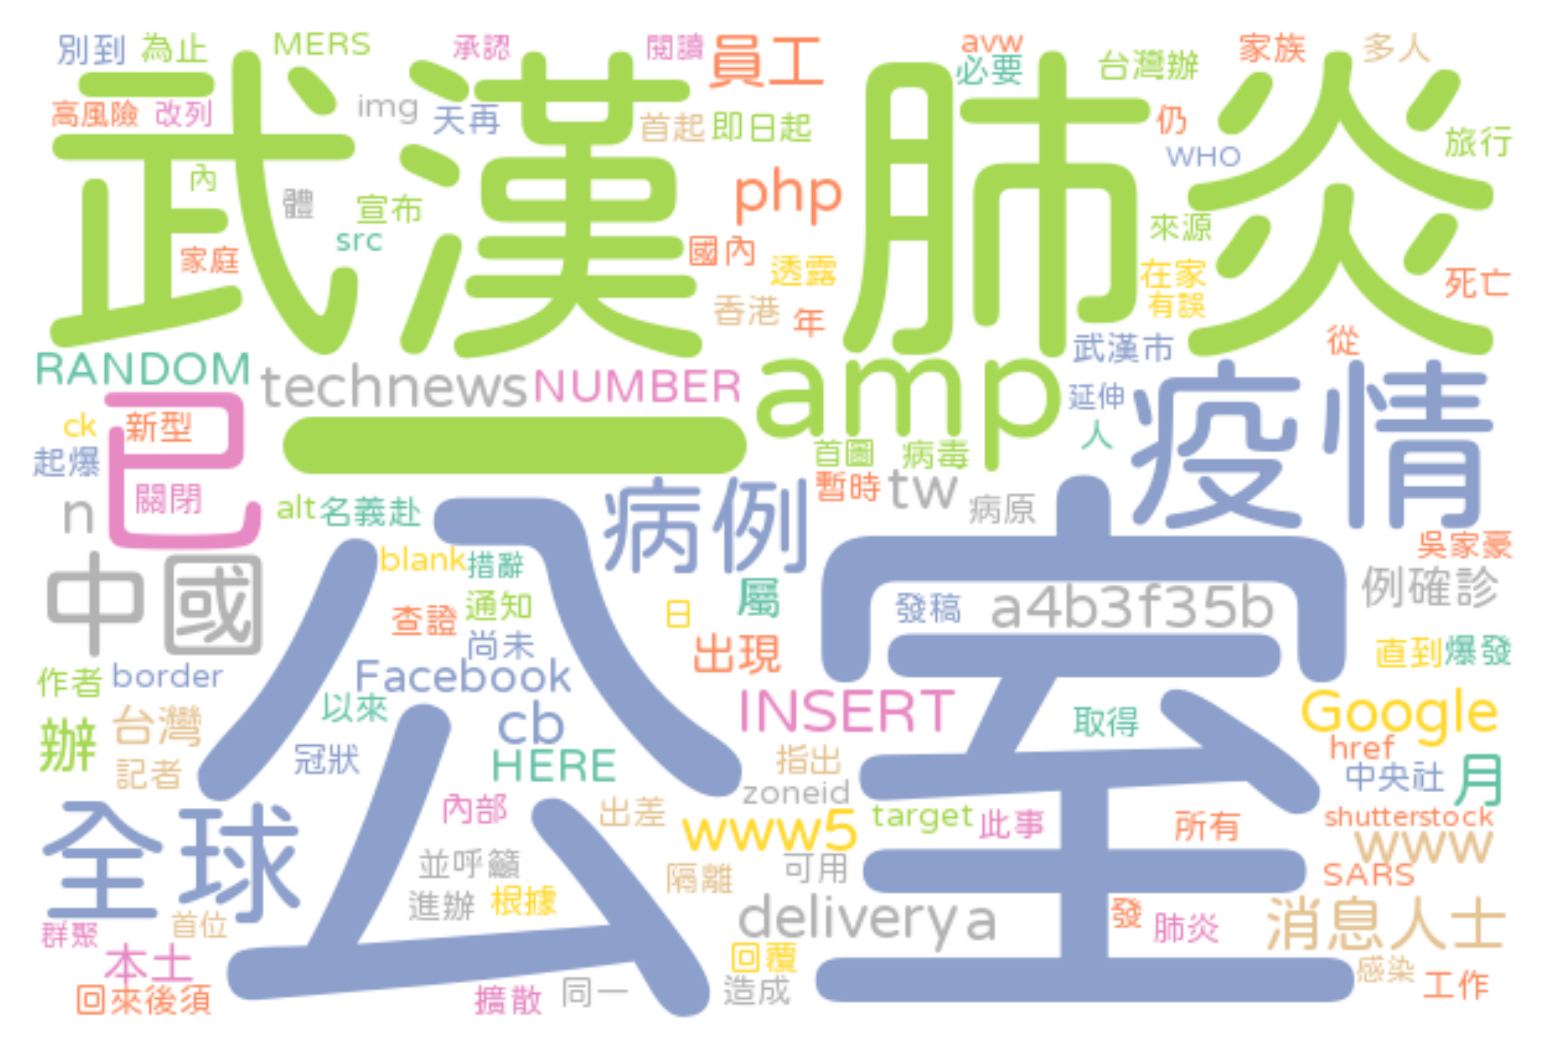 別到 為止 MERS 承認 閱讀 員工 avw 必要 台灣辦 家族 多人
武漢 肺炎
高風險 改列 img 天再 首起 即日起 仍 WHO 旅行
內 體 宣布 src php 來源
家庭 國內 透露 在家 有誤 死亡
香港 年 武漢市 從
RANDOM technews NUMBER amp 延伸 疫情
已 一
ck 新型 人
起爆 首圖 病毒
n 關閉 alt 名義赴 病例 暫時 tw 病原
公室
中國 blank 措辭 吳家豪
查證 通知 日 屬 發稿 a4b3f35b 例確診
尚未 出現 直到 爆發
作者 border Facebook
辦 台灣 以來 cb INSERT 取得 Google
記者 冠狀 HERE 指出 href 中央社 月
全球 內部 出差 zoneid www5 target 此事 所有 shutterstock www
並呼籲 隔離 可用 SARS
群聚 首位 進辦 根據 delivery a 發 肺炎 消息人士
本土 回覆 感染
回來後須 擴散 同一 造成 工作